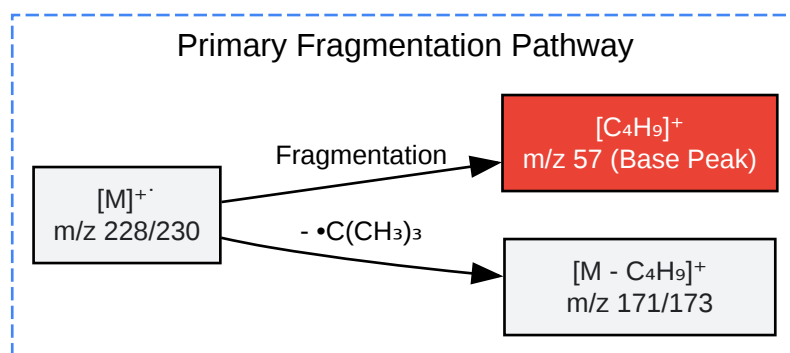 Primary Fragmentation Pathway
[C₄H₉]⁺
m/z 57 (Base Peak)
Fragmentation
[M]⁺˙
m/z 228/230
- •C(CH₃)₃
[M - C₄H₉]⁺
m/z 171/173